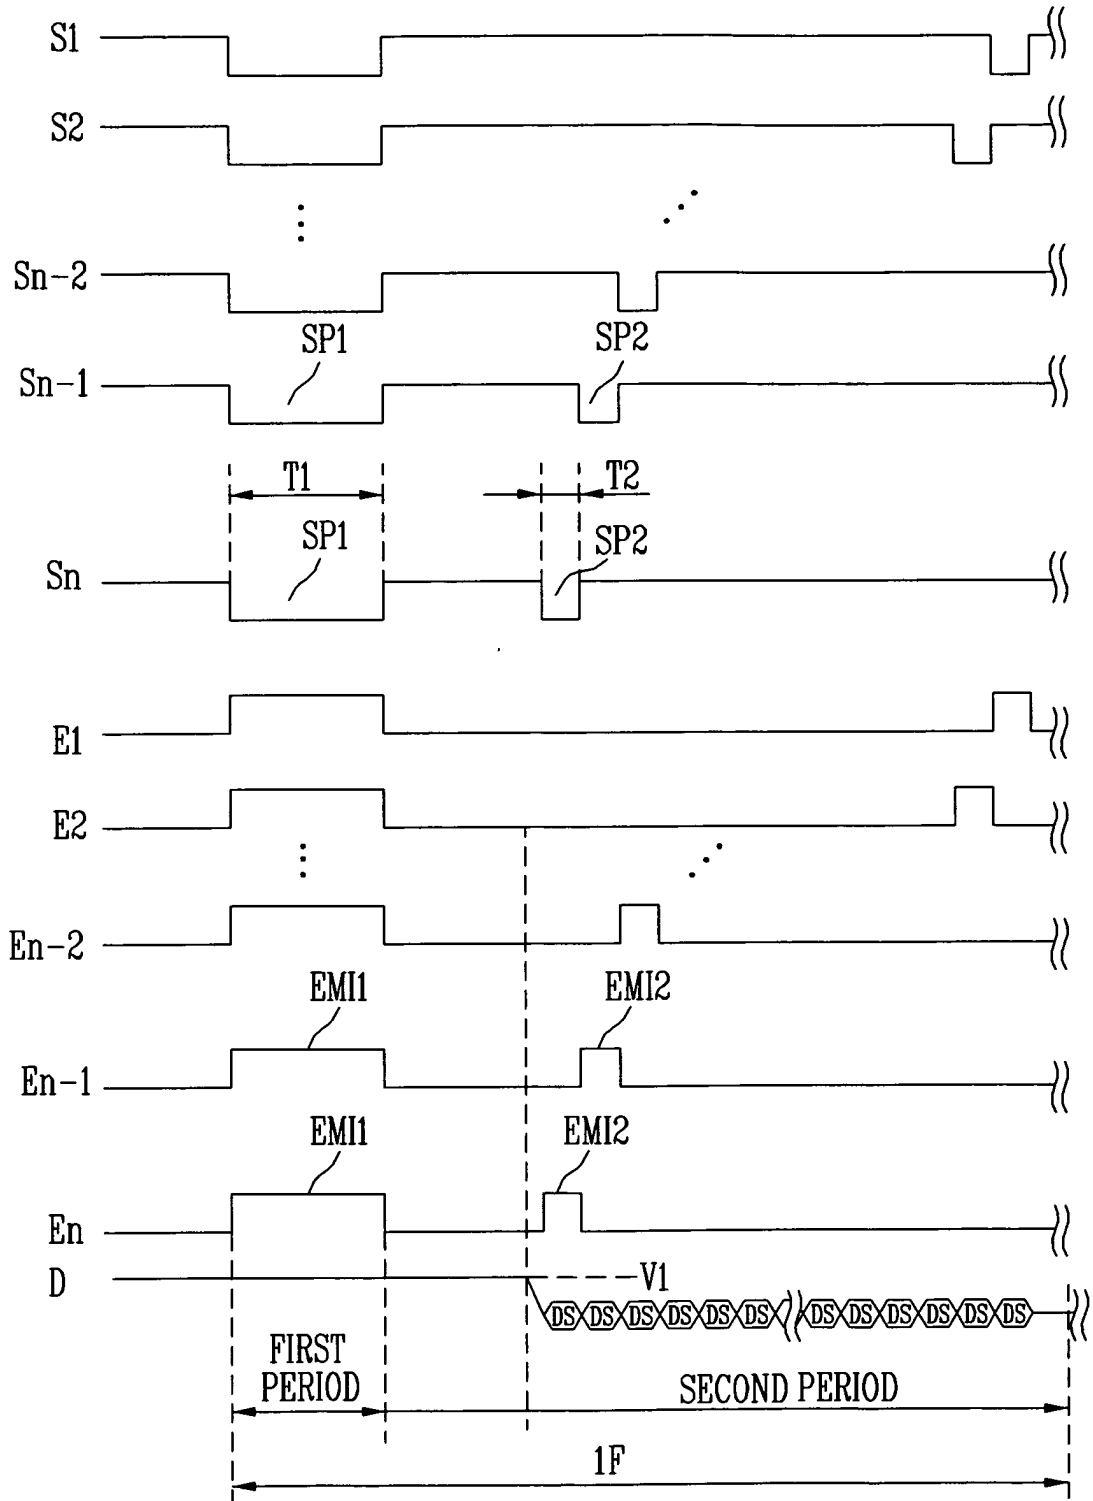 S1
S2
Sn-2
SP1
SP2
Sn-1
T1
T2
SP1
SP2
Sn
E1
E2
En-2
EMI1
EMI2
En-1
EMI1
EMI2
En
D
V1
DS DS DS DS DS DS DS DS DS DS DS DS
FIRST
PERIOD
SECOND PERIOD
1F